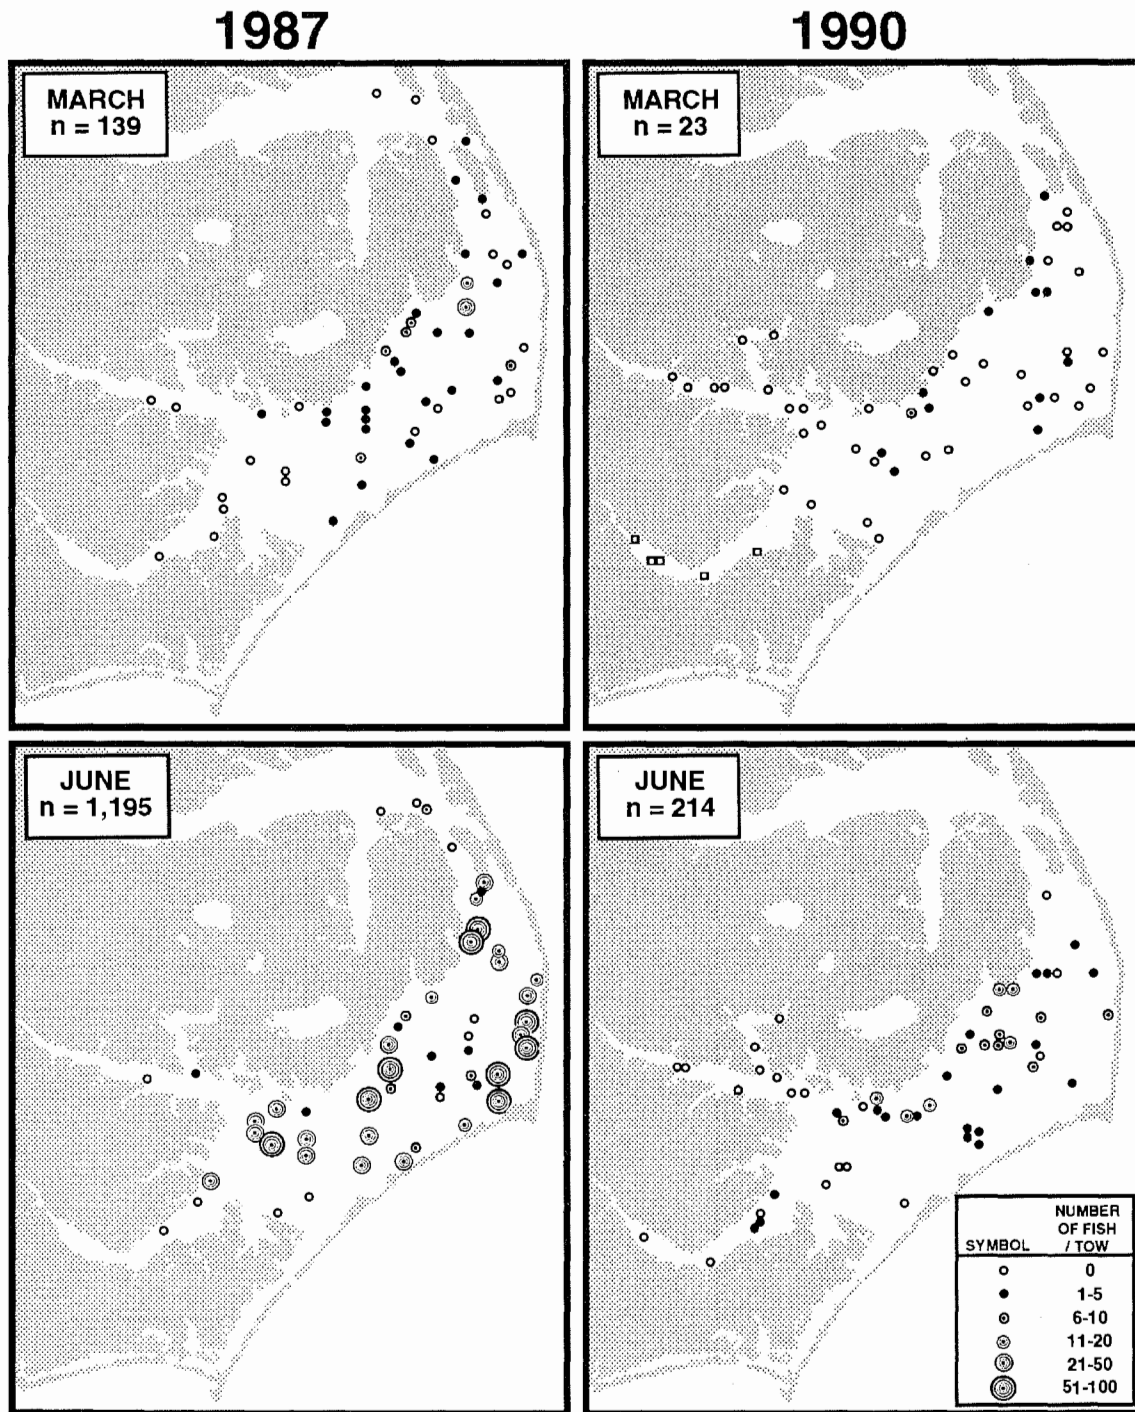 1987
1990
MARCH
n = 139
MARCH
n = 23
JUNE
n = 1,195
JUNE
n = 214
NUMBER
OF FISH
SYMBOL / TOW
0
1-5
6-10
11-20
21-50
51-100